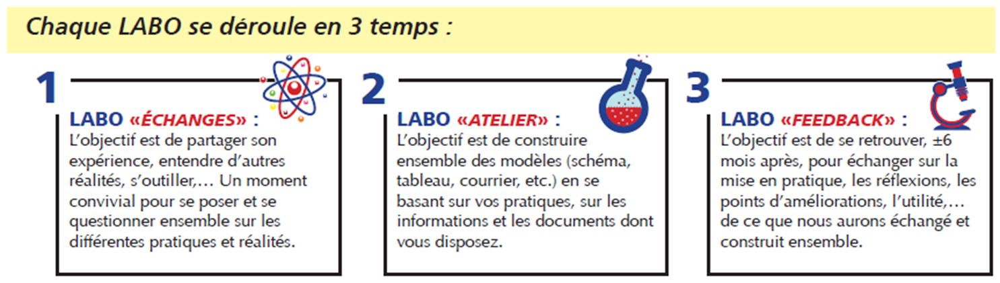 Chaque LABO se déroule en 3 temps :
1
LABO «ÉCHANGES» :
L’objectif est de partager son
expérience, entendre d’autres
réalités, s’outiller,… Un moment
convivial pour se poser et se
questionner ensemble sur les
différentes pratiques et réalités.
2
LABO «ATELIER» :
L’objectif est de construire
ensemble des modèles (schéma,
tableau, courrier, etc.) en se
basant sur vos pratiques, sur les
informations et les documents dont
vous disposez.
3
LABO «FEEDBACK» :
L’objectif est de se retrouver, ±6
mois après, pour échanger sur la
mise en pratique, les réflexions, les
points d’améliorations, l’utilité,…
de ce que nous aurons échangé et
construit ensemble.